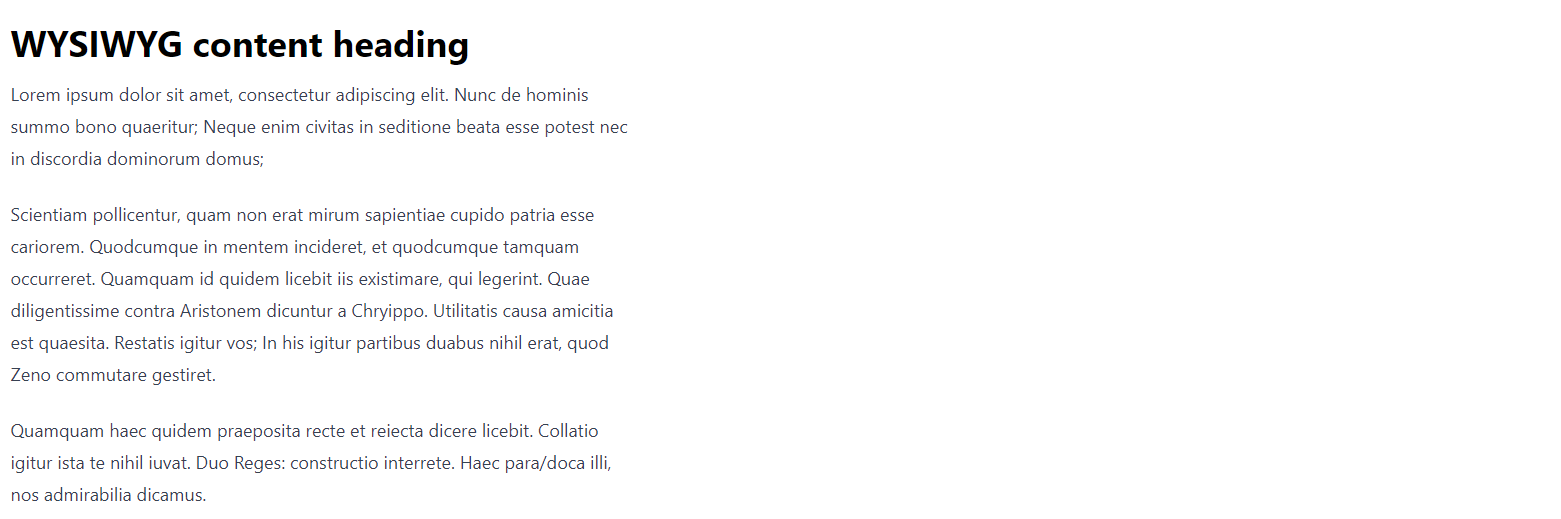 WYSIWYG content heading
Lorem ipsum dolor sit amet, consectetur adipiscing elit. Nunc de hominis
summo bono quaeritur; Neque enim civitas in seditione beata esse potest nec
in discordia dominorum domus;
Scientiam pollicentur, quam non erat mirum sapientiae cupido patria esse
cariorem. Quodcumque in mentem incideret, et quodcumque tamquam
occurreret. Quamquam id quidem licebit iis existimare, qui legerint. Quae
diligentissime contra Aristonem dicuntur a Chryippo. Utilitatis causa amicitia
est quaesita. Restatis igitur vos; In his igitur partibus duabus nihil erat, quod
Zeno commutare gestiret.
Quamquam haec quidem praeposita recte et reiecta dicere licebit. Collatio
igitur ista te nihil iuvat. Duo Reges: constructio interrete. Haec para/doca illi,
nos admirabilia dicamus.